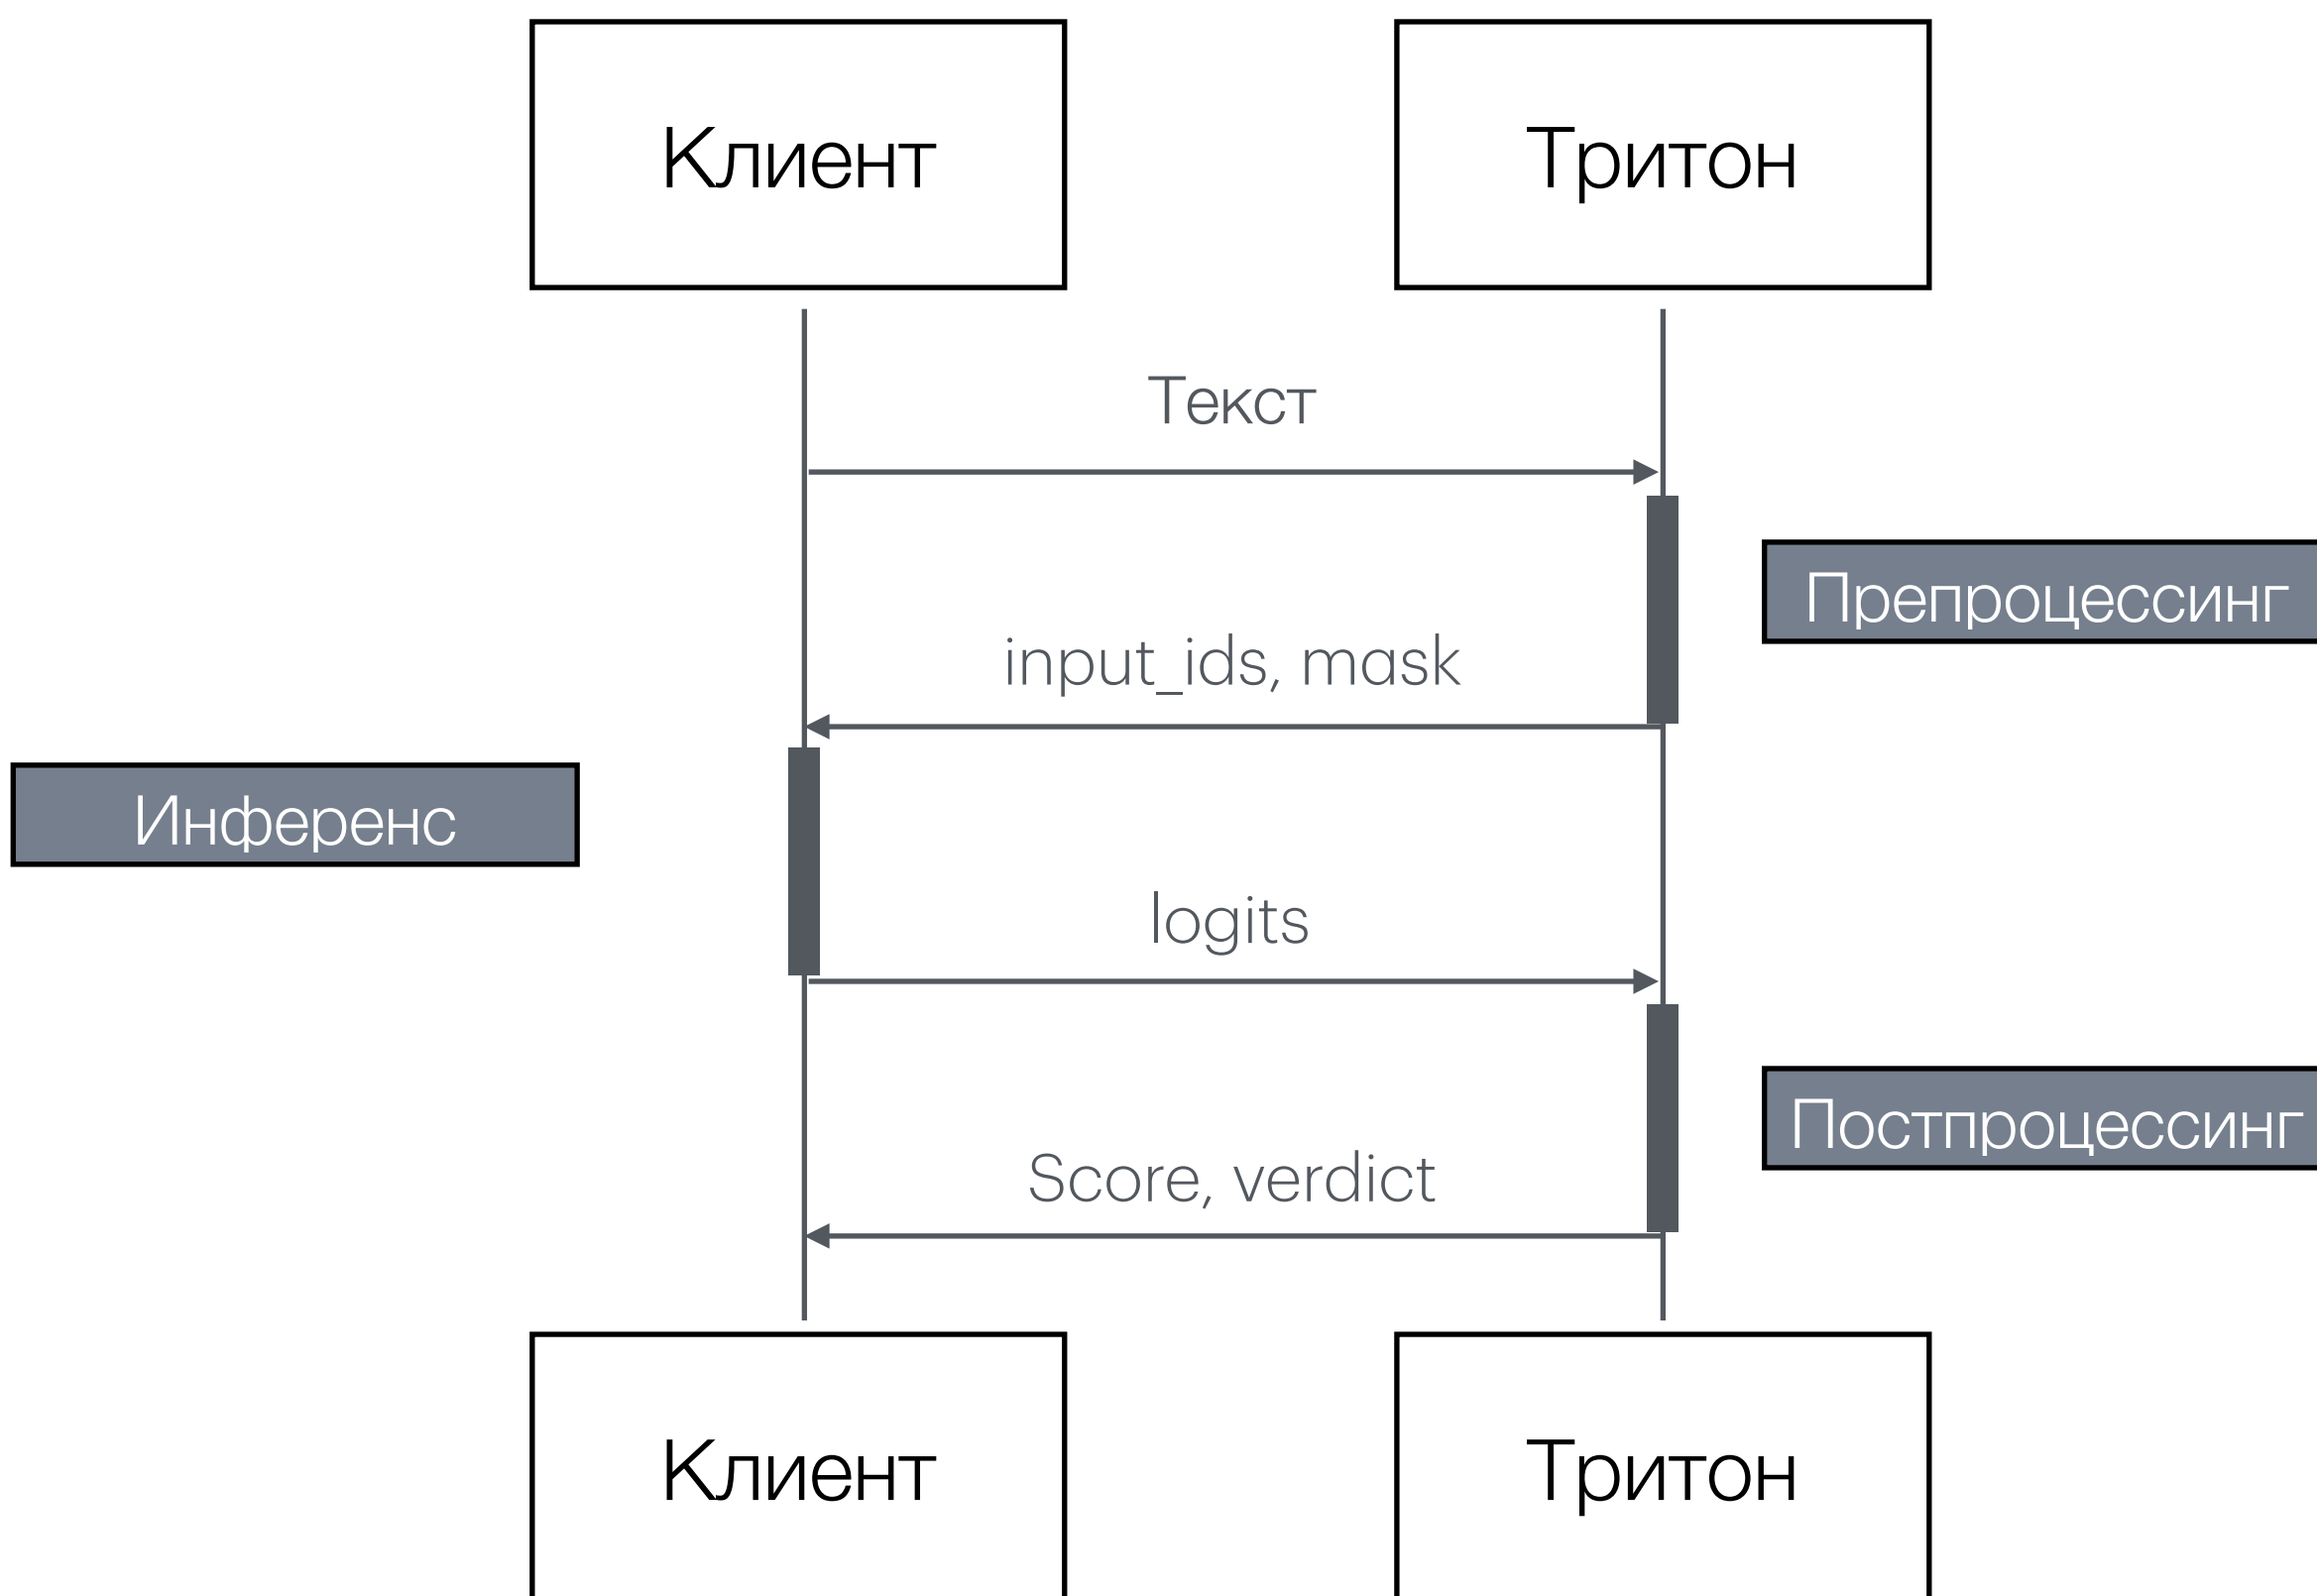 Клиент
Тритон
Текст
Препроцессинг
input_ids, mask
Инференс
logits
Постпроцессинг
Score, verdict
Клиент
Тритон